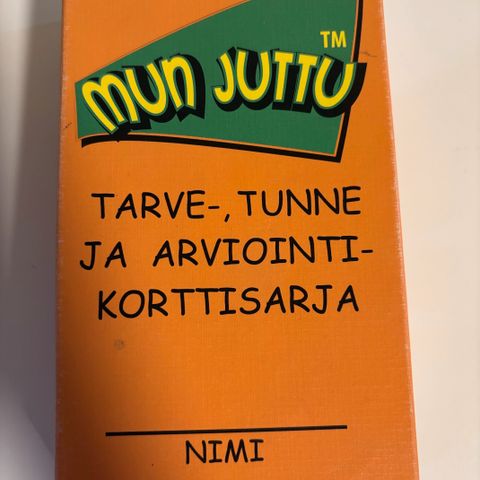 MUN JUTTU TM
TARVE-, TUNNE
JA ARVIOINTI-
KORTTISARJA
NIMI